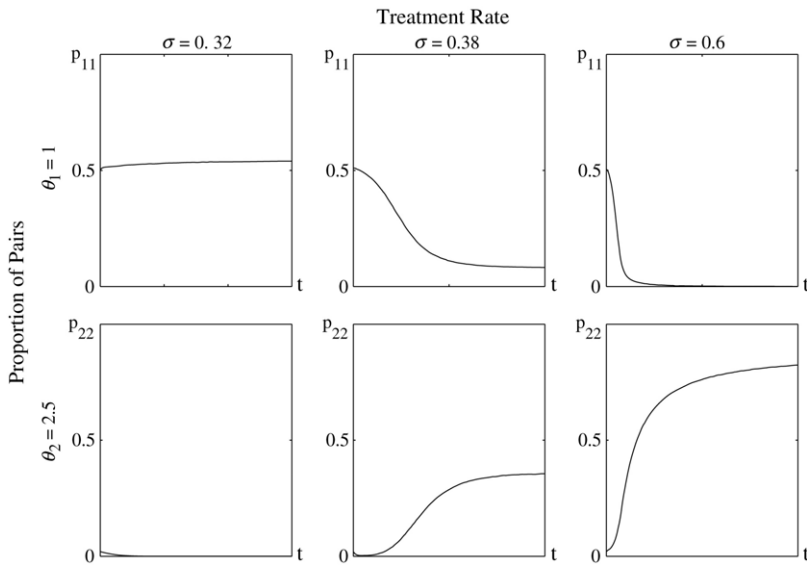 Treatment Rate
σ = 0. 32
σ = 0.38
σ = 0.6
Proportion of Pairs
θ1 = 1
p11
0.5
0
t
p11
0.5
0
t
p11
0.5
0
t
θ2 = 2.5
p22
0.5
0
t
p22
0.5
0
t
p22
0.5
0
t